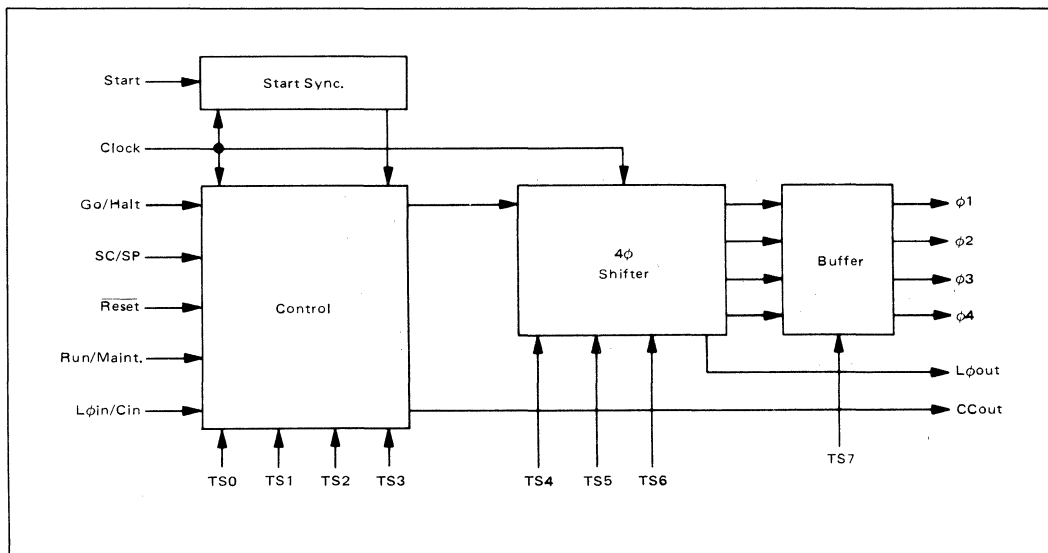 Start
Start Sync.
Clock
Go/Halt
SC/SP
Reset
Run/Maint.
Lϕin/Cin
Control
4ϕ
Shifter
Buffer
ϕ1
ϕ2
ϕ3
ϕ4
Lϕout
CCout
TS0 TS1 TS2 TS3
TS4 TS5 TS6
TS7